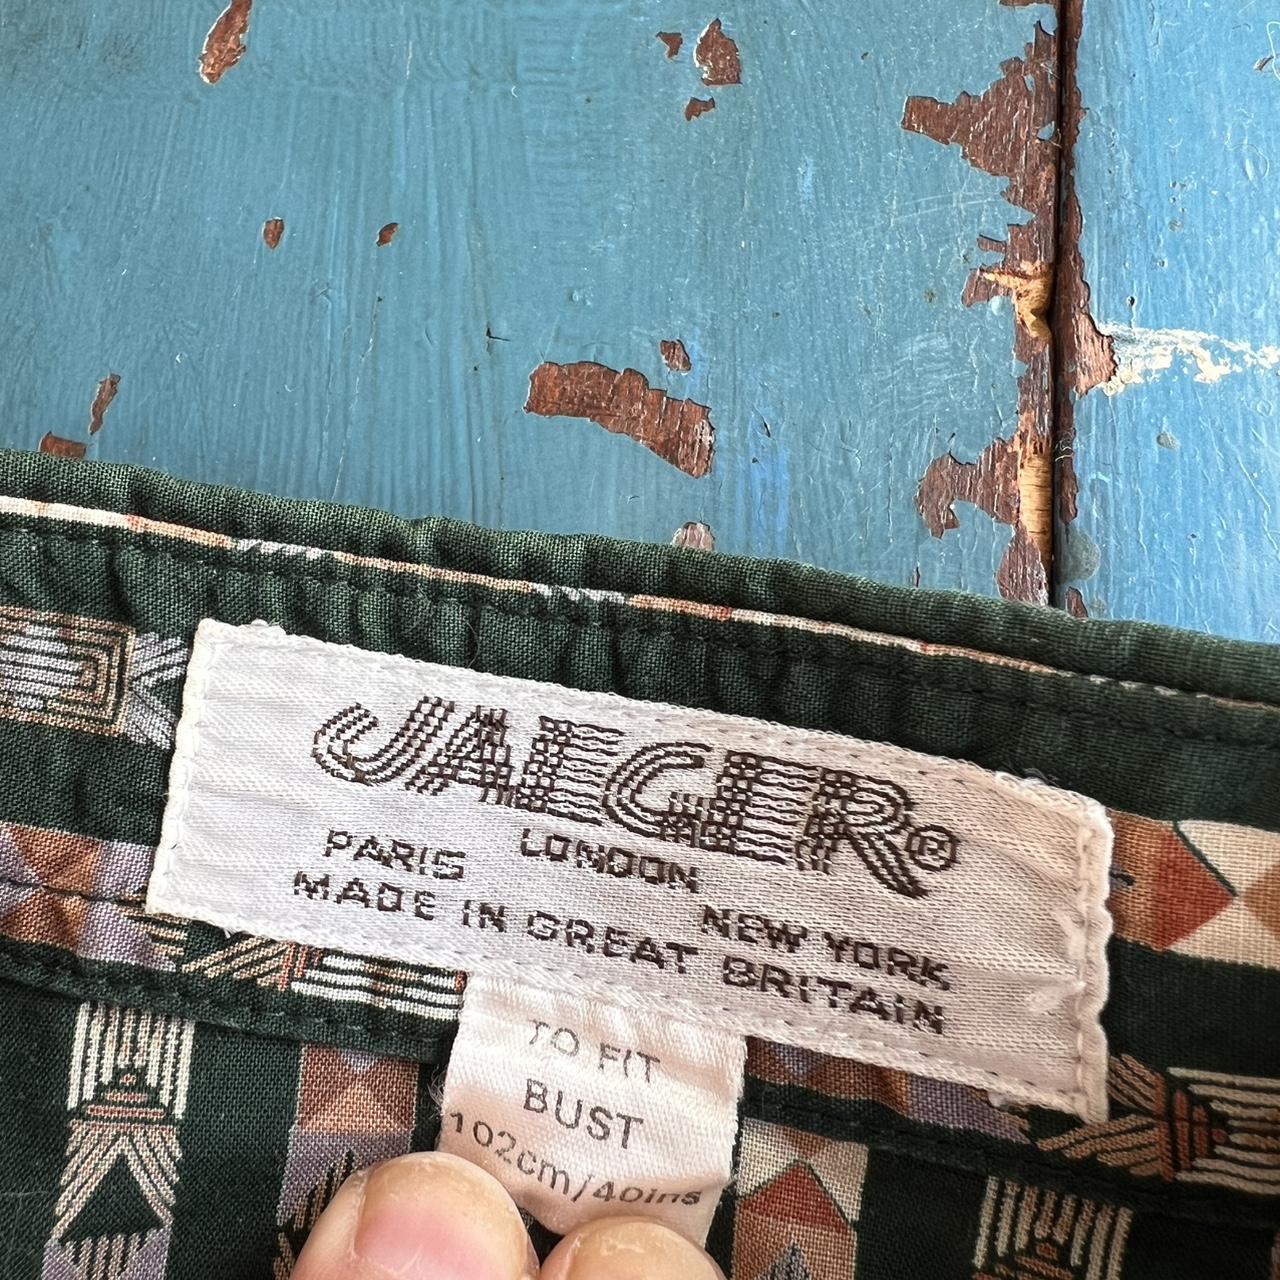 JAEGER®
PARIS LONDON NEW YORK
MADE IN GREAT BRITAIN
TO FIT
BUST
102cm/40ins